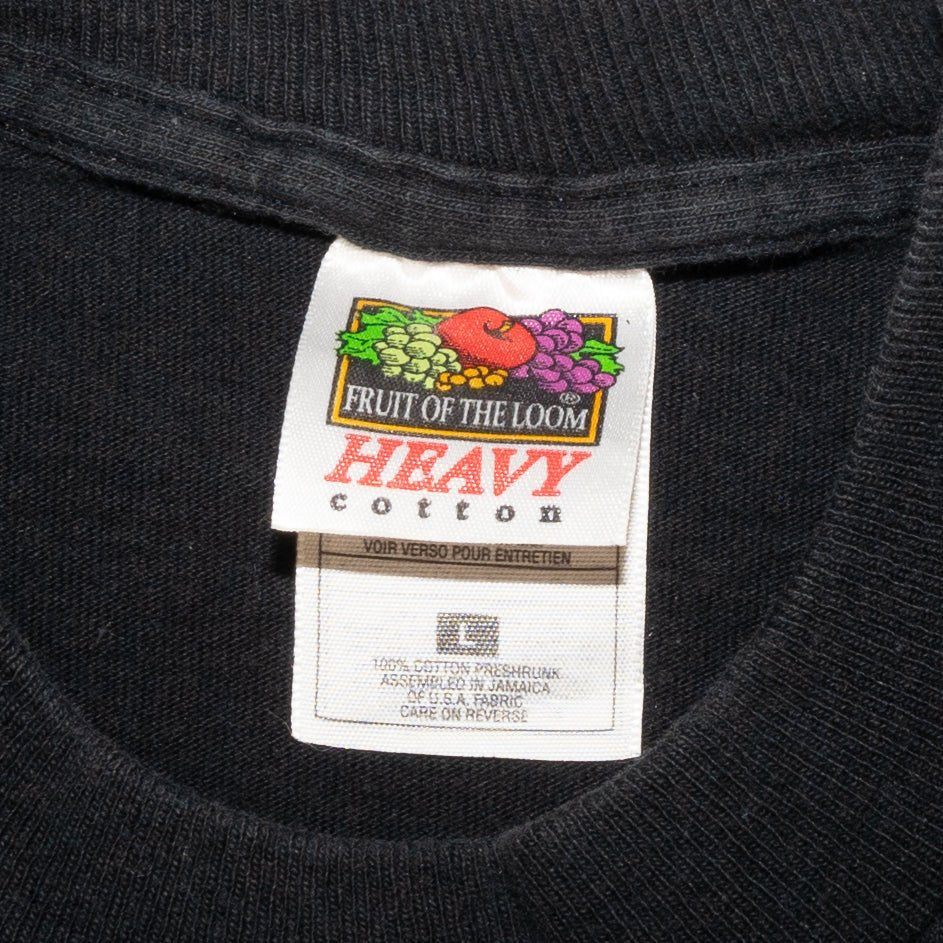 FRUIT OF THE LOOM ®
HEAVY
cotton
VOIR VERSO POUR ENTRETIEN
L
100% COTTON PRESHRUNK
ASSEMBLED IN JAMAICA
OF U.S.A. FABRIC
CARE ON REVERSE